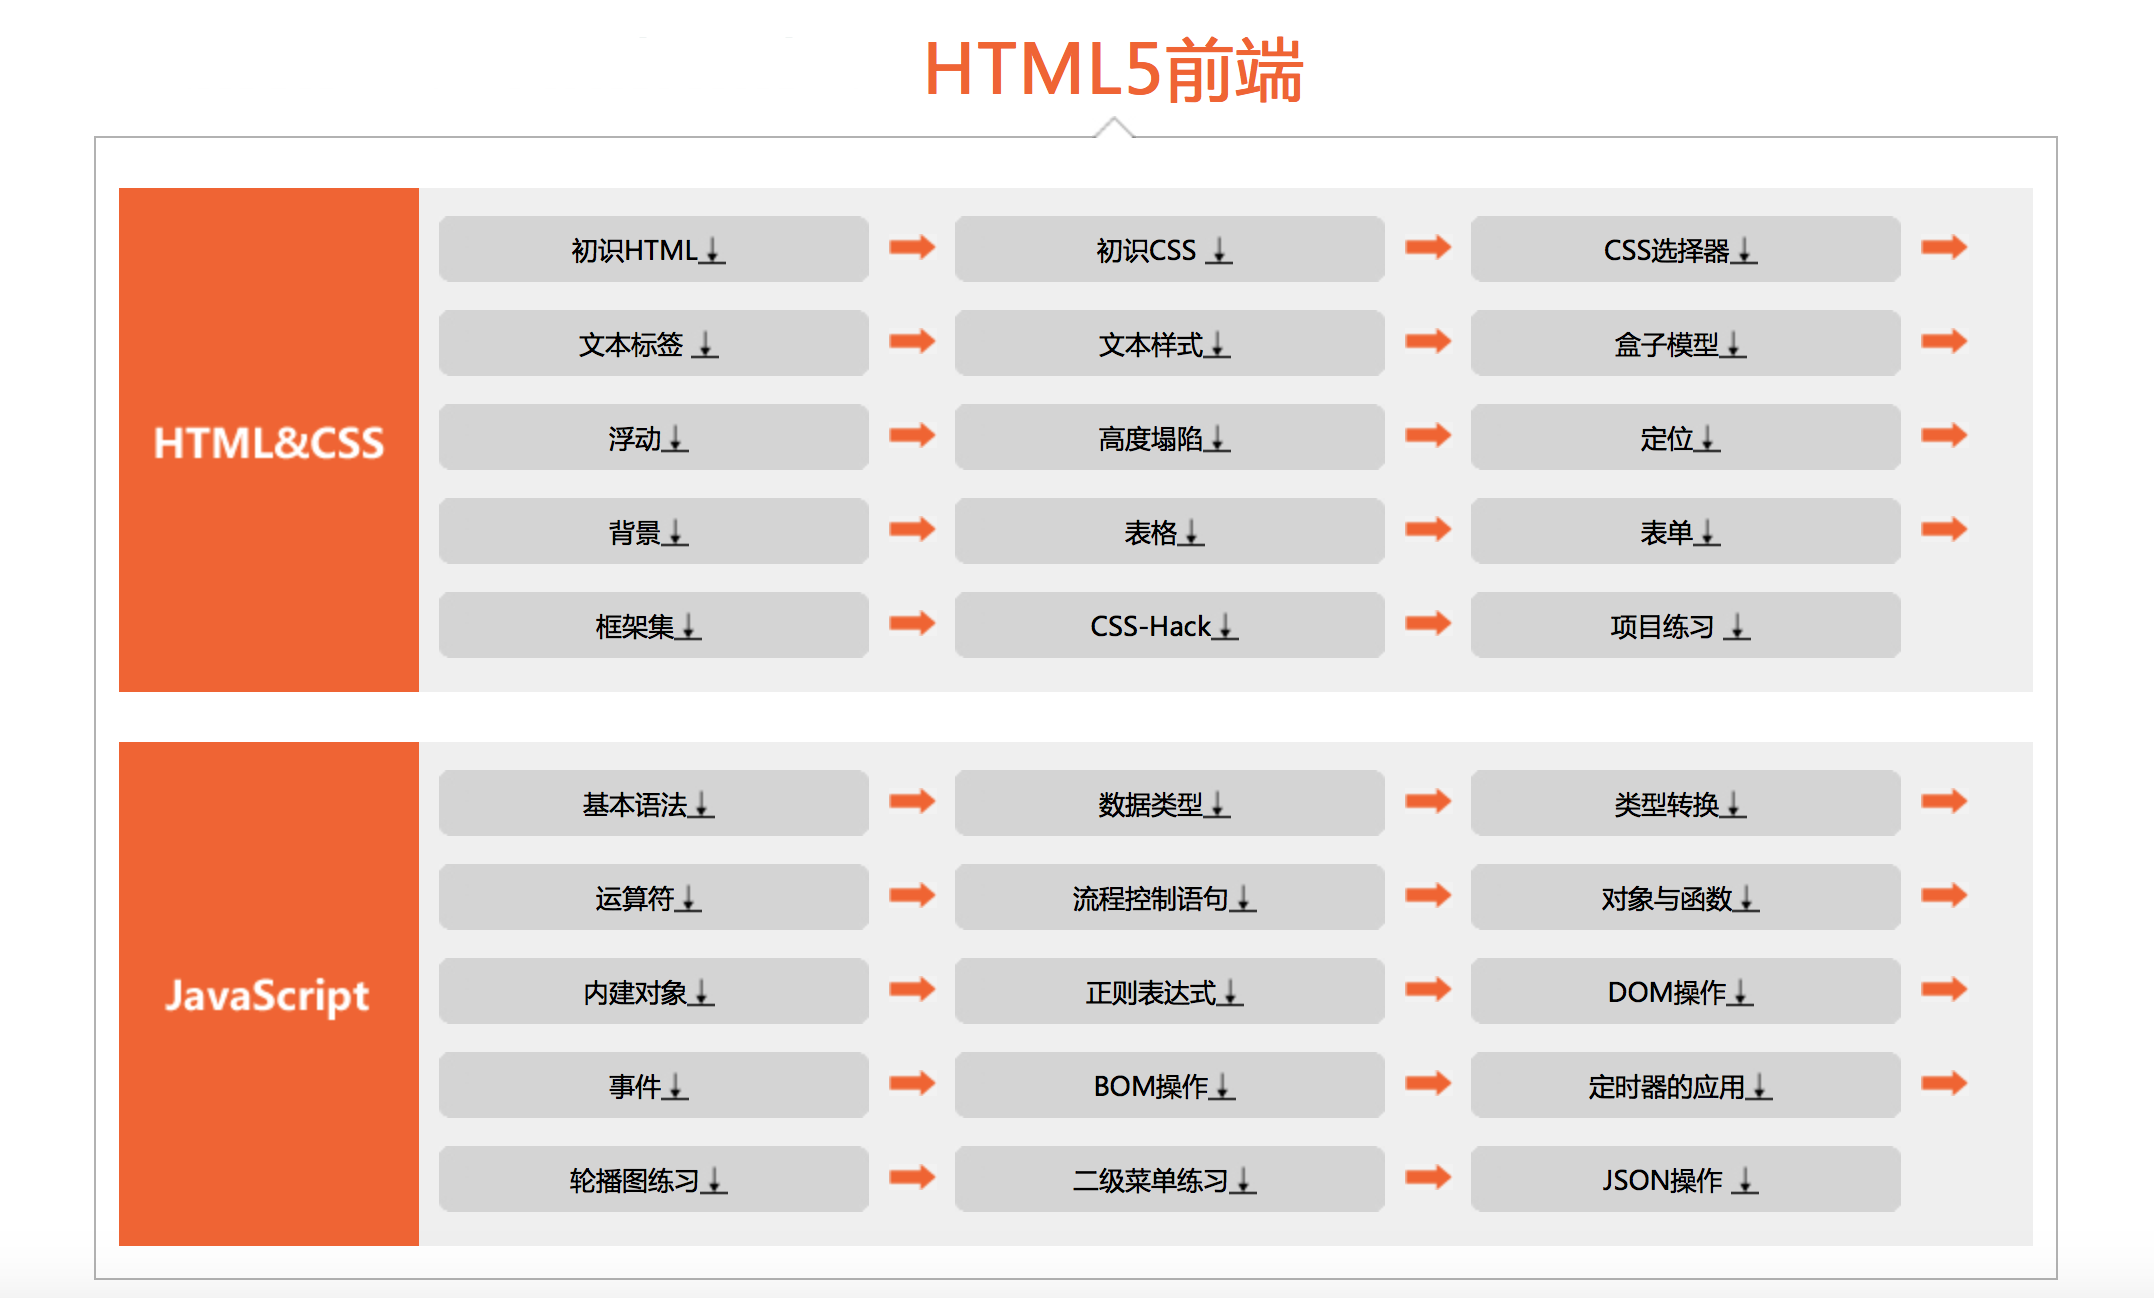 HTML5前端
HTML&CSS
初识HTML
初识CSS
CSS选择器
文本标签
文本样式
盒子模型
浮动
高度塌陷
定位
背景
表格
表单
框架集
CSS-Hack
项目练习
JavaScript
基本语法
数据类型
类型转换
运算符
流程控制语句
对象与函数
内建对象
正则表达式
DOM操作
事件
BOM操作
定时器的应用
轮播图练习
二级菜单练习
JSON操作